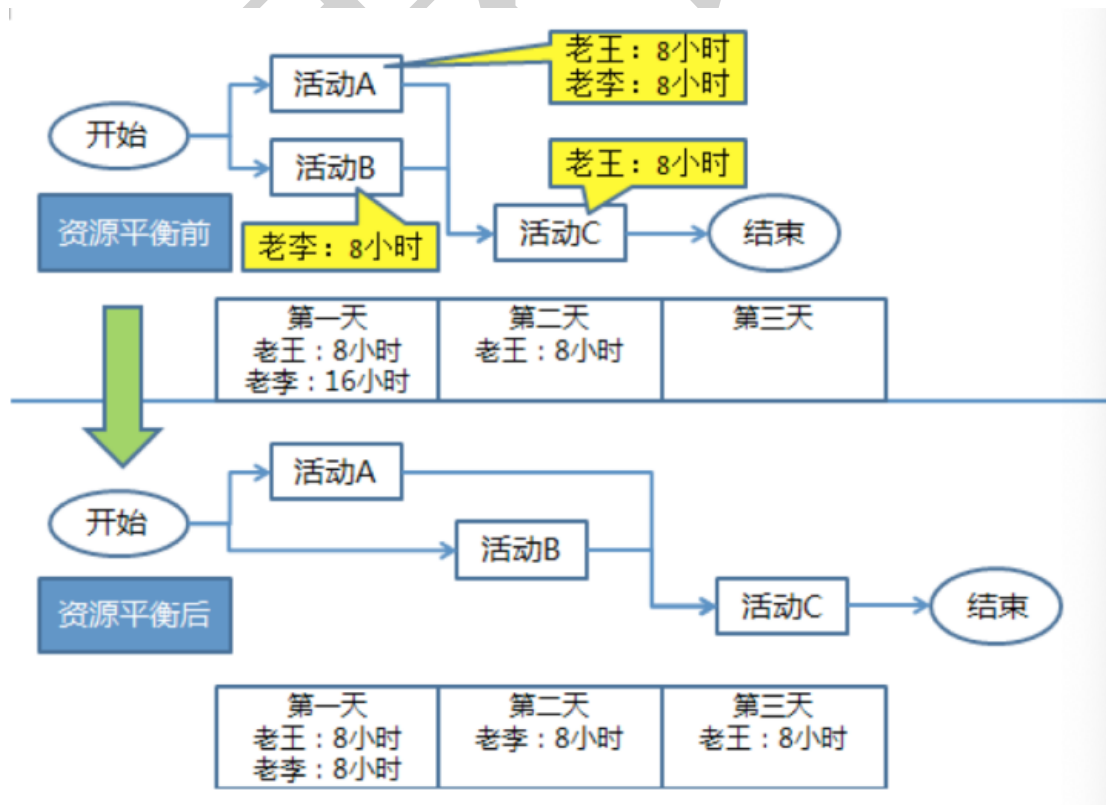 老王：8小时
老李：8小时
活动A
开始
活动B
老王：8小时
资源平衡前
老李：8小时
活动C
结束
第一天
老王：8小时
老李：16小时
第二天
老王：8小时
第三天
活动A
开始
活动B
资源平衡后
活动C
结束
第一天
老王：8小时
老李：8小时
第二天
老李：8小时
第三天
老王：8小时